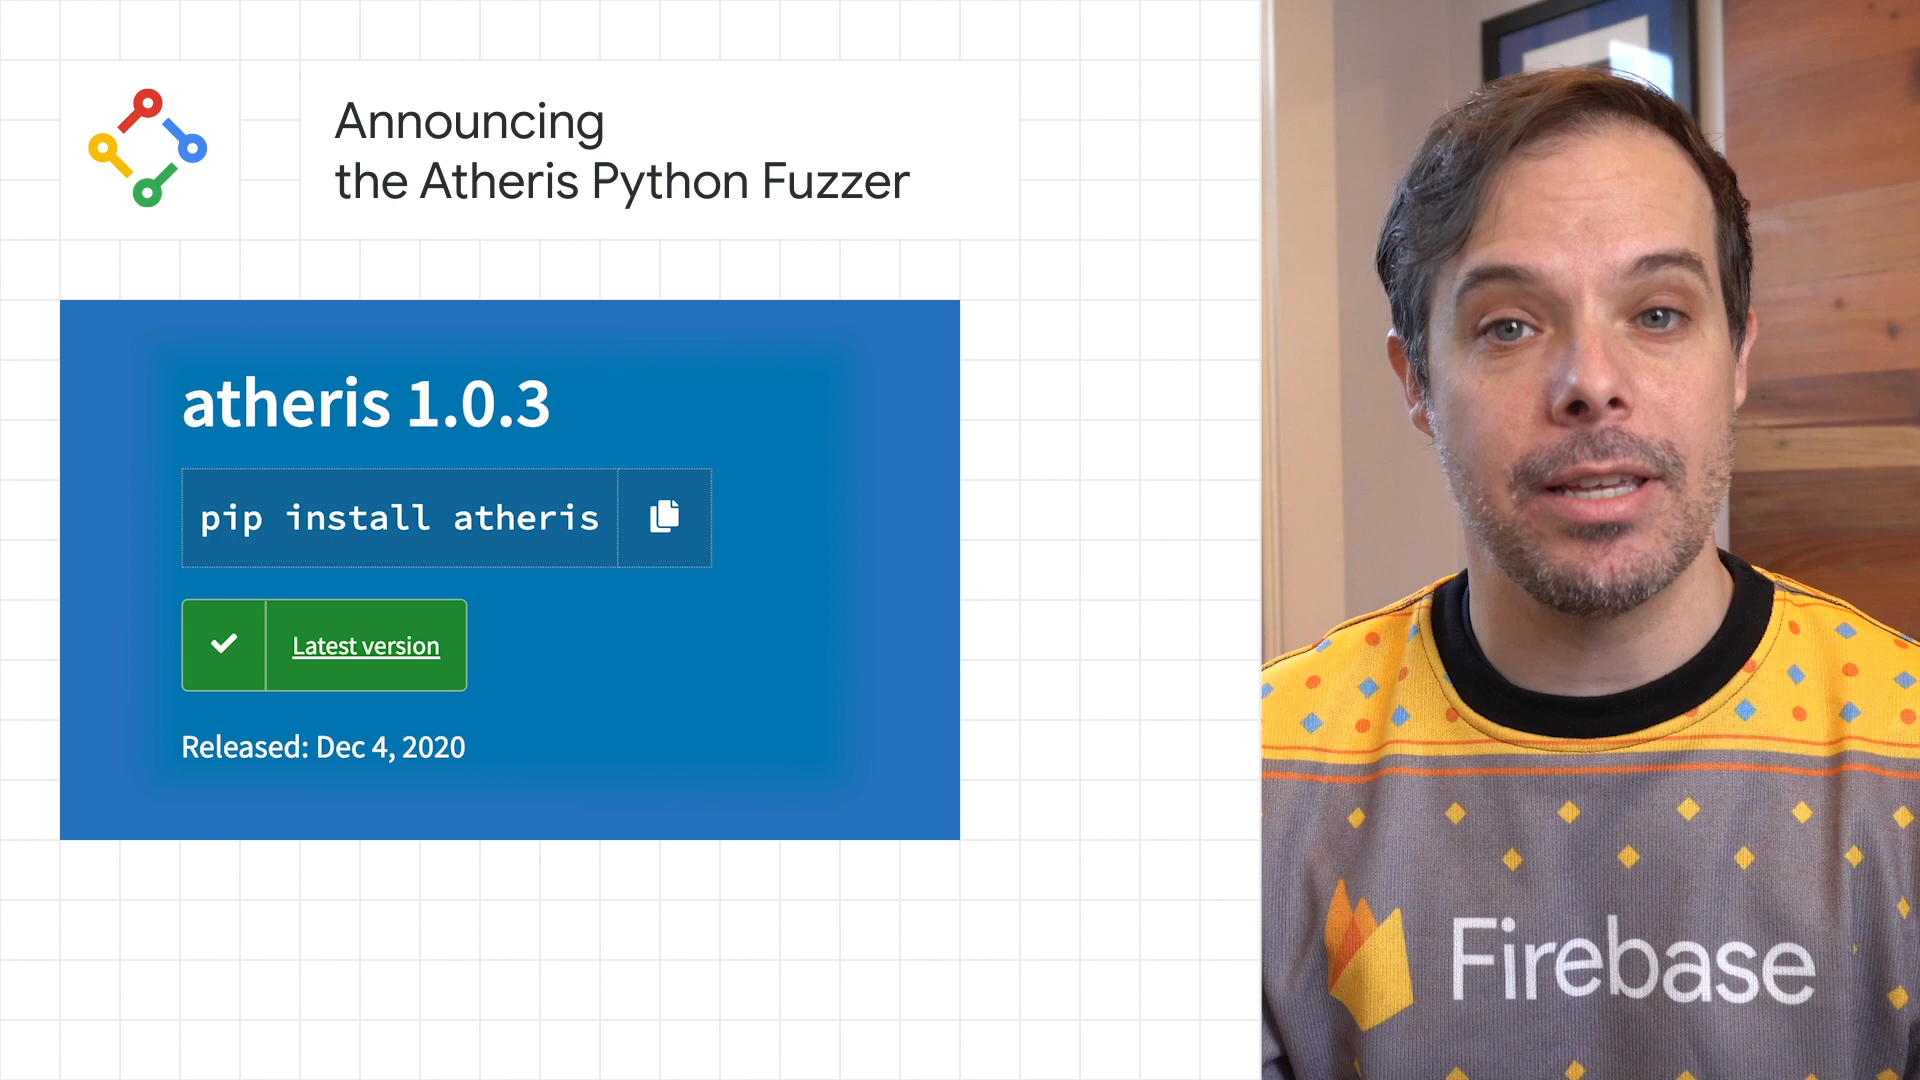 Announcing
the Atheris Python Fuzzer
atheris 1.0.3
pip install atheris
Latest version
Released: Dec 4, 2020
Firebase